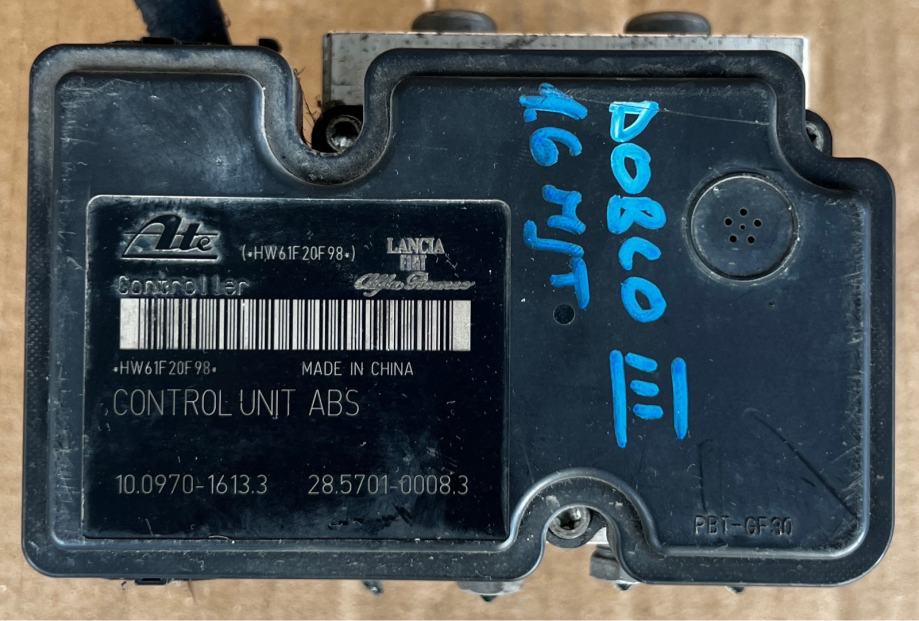 Ate
(•HW61F20F98•)
LANCIA
FIAT
Alfa Romeo
Controller
•HW61F20F98•
MADE IN CHINA
CONTROL UNIT ABS
10.0970-1613.3
28.5701-0008.3
DOBLO III
1.6 MJT
PBT-GF30